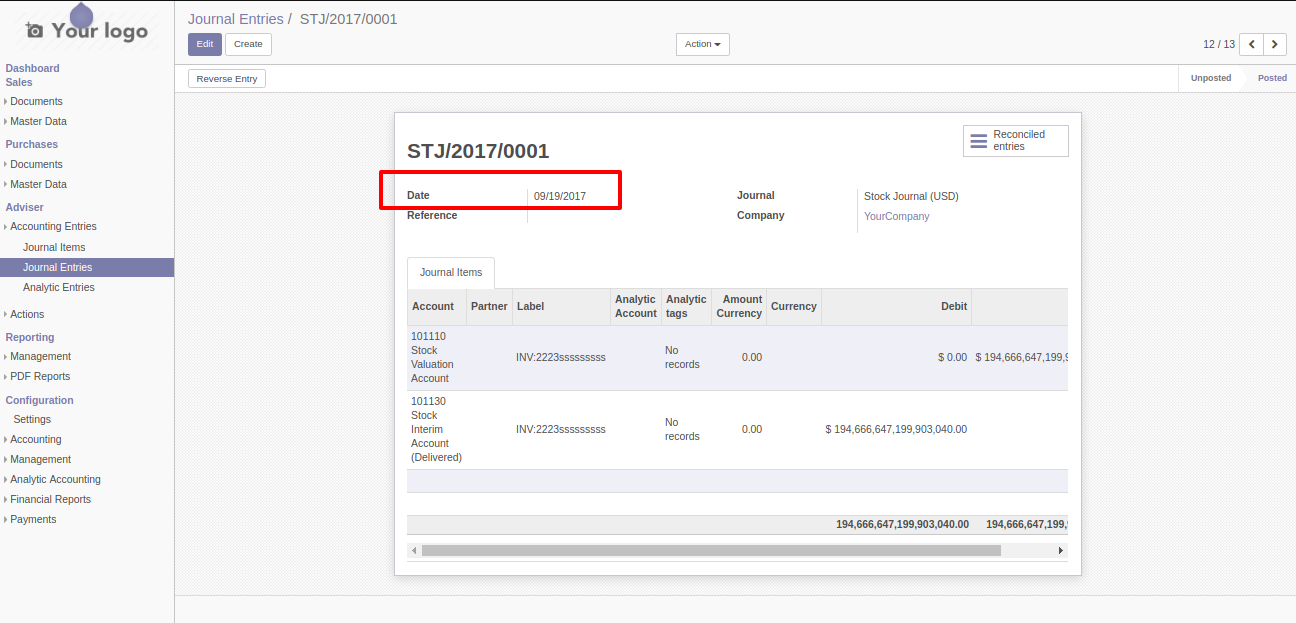 Your logo
Journal Entries / STJ/2017/0001
Edit
Create
Action
12 / 13
Reverse Entry
Unposted
Posted
Dashboard
Sales
Documents
Master Data
Purchases
Documents
Master Data
Adviser
Accounting Entries
Journal Items
Journal Entries
Analytic Entries
Actions
Reporting
Management
PDF Reports
Configuration
Settings
Accounting
Management
Analytic Accounting
Financial Reports
Payments
Reconciled
entries
STJ/2017/0001
Date 09/19/2017
Reference
Journal Stock Journal (USD)
Company YourCompany
Journal Items
Account Partner Label Analytic Account Analytic tags Amount Currency Currency Debit
101110
Stock
Valuation
Account
INV:2223sssssssss
No
records
0.00
$ 0.00
$ 194,666,647,199,9
101130
Stock
Interim
Account
(Delivered)
INV:2223sssssssss
No
records
0.00
$ 194,666,647,199,903,040.00
194,666,647,199,903,040.00 194,666,647,199,